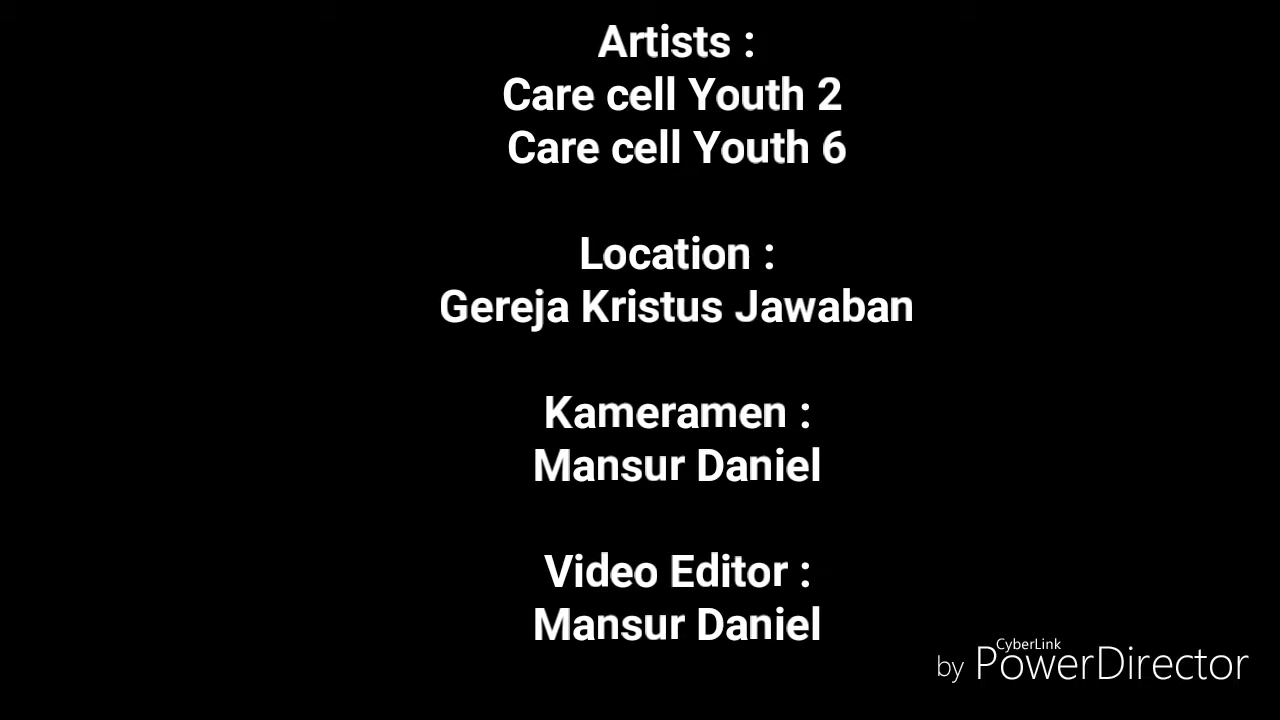 Artists :
Care cell Youth 2
Care cell Youth 6
Location :
Gereja Kristus Jawaban
Kameramen :
Mansur Daniel
Video Editor :
Mansur Daniel
CyberLink
by PowerDirector